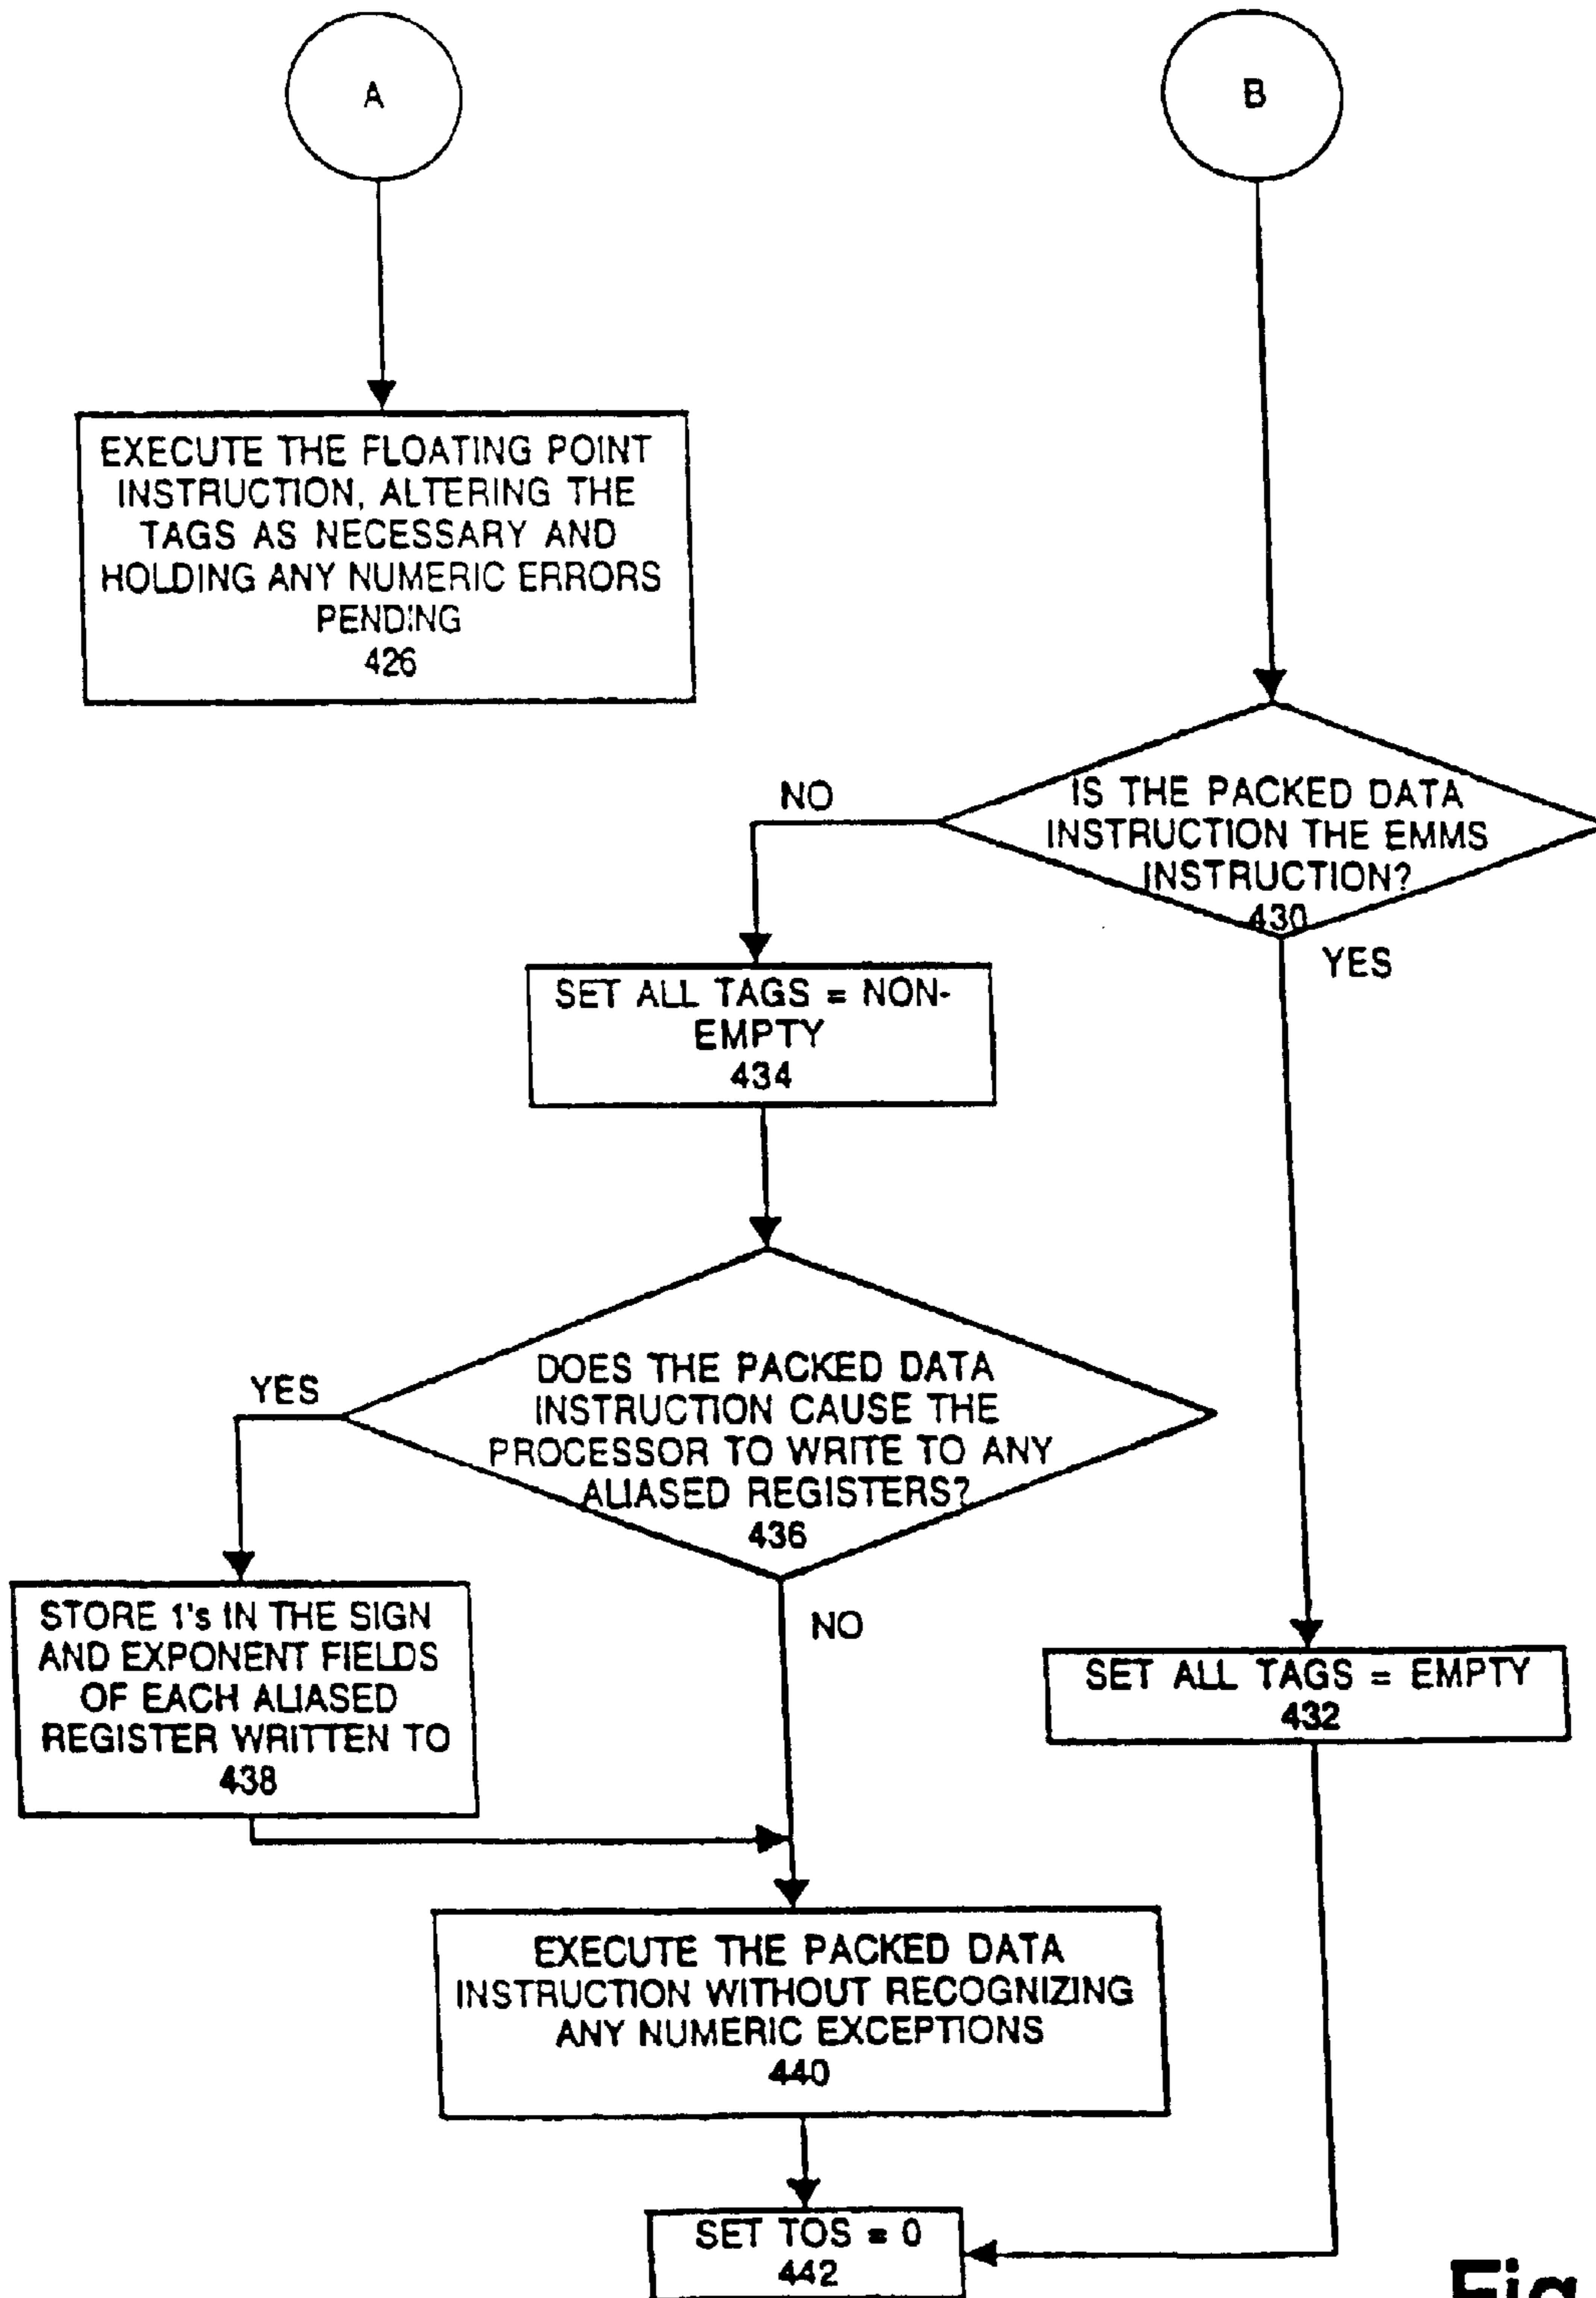 A
B
EXECUTE THE FLOATING POINT
INSTRUCTION, ALTERING THE
TAGS AS NECESSARY AND
HOLDING ANY NUMERIC ERRORS
PENDING
426
IS THE PACKED DATA
INSTRUCTION THE EMMS
INSTRUCTION?
430
NO
YES
SET ALL TAGS = NON-
EMPTY
434
DOES THE PACKED DATA
INSTRUCTION CAUSE THE
PROCESSOR TO WRITE TO ANY
ALIASED REGISTERS?
436
YES
NO
STORE 1's IN THE SIGN
AND EXPONENT FIELDS
OF EACH ALIASED
REGISTER WRITTEN TO
438
SET ALL TAGS = EMPTY
432
EXECUTE THE PACKED DATA
INSTRUCTION WITHOUT RECOGNIZING
ANY NUMERIC EXCEPTIONS
440
SET TOS = 0
442